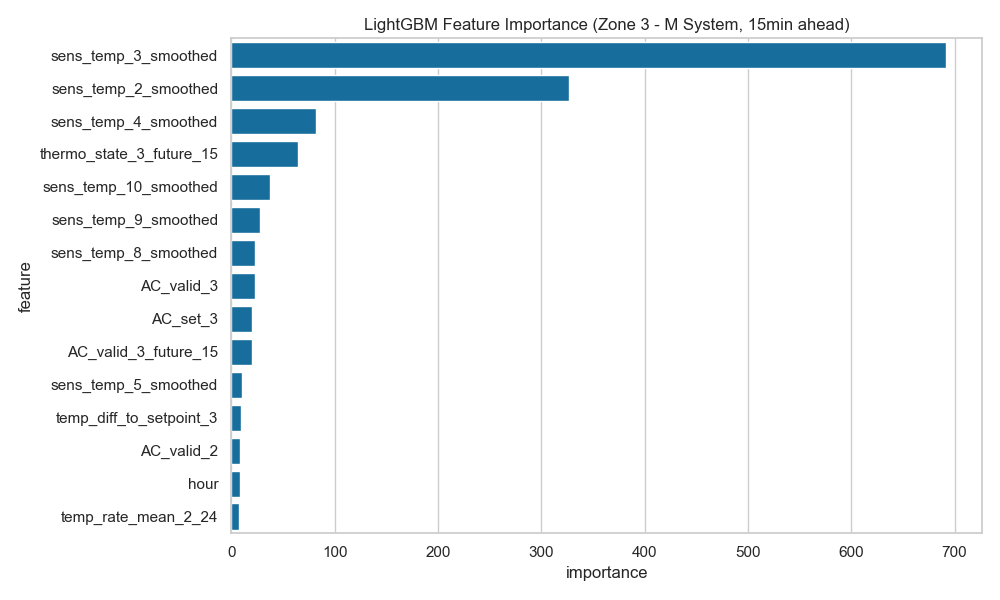 LightGBM Feature Importance (Zone 3 - M System, 15min ahead)
feature
sens_temp_3_smoothed
sens_temp_2_smoothed
sens_temp_4_smoothed
thermo_state_3_future_15
sens_temp_10_smoothed
sens_temp_9_smoothed
sens_temp_8_smoothed
AC_valid_3
AC_set_3
AC_valid_3_future_15
sens_temp_5_smoothed
temp_diff_to_setpoint_3
AC_valid_2
hour
temp_rate_mean_2_24
0 100 200 300 400 500 600 700
importance